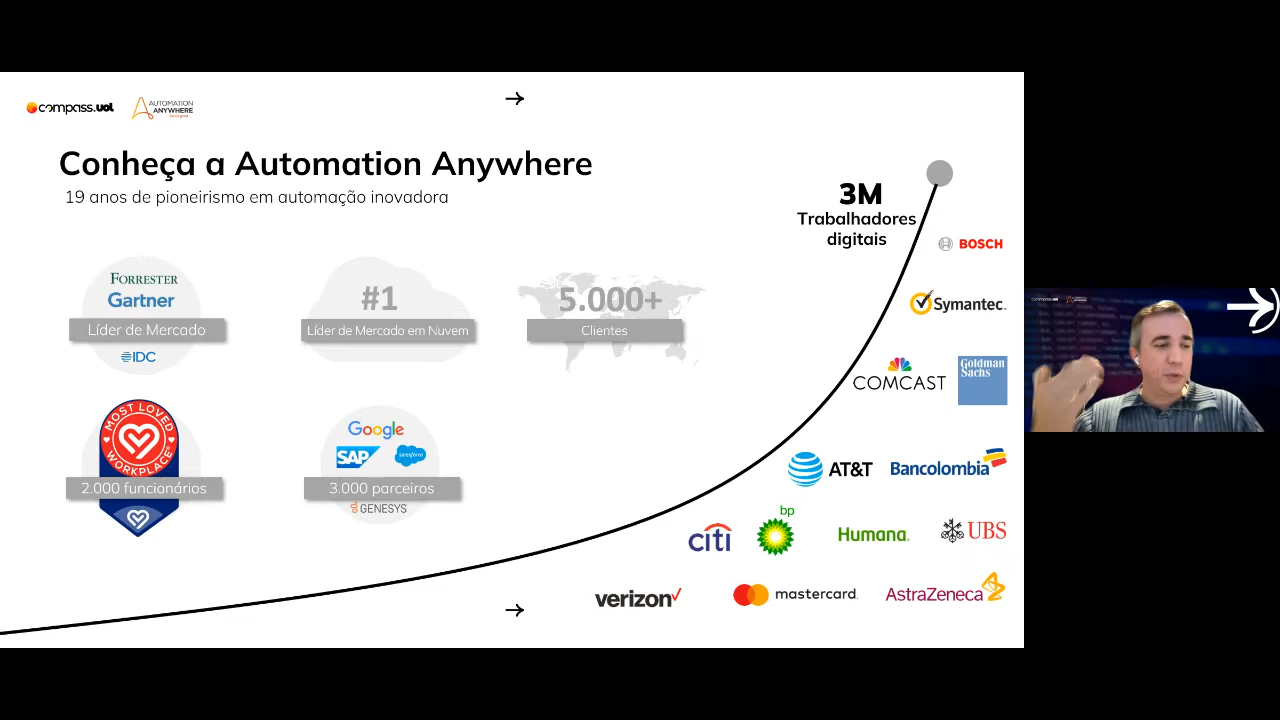 compass.uol
AUTOMATION
ANYWHERE
Conheça a Automation Anywhere
19 anos de pioneirismo em automação inovadora
3M
Trabalhadores
digitais
FORRESTER
Gartner
Líder de Mercado
IDC
#1
Líder de Mercado em Nuvem
5.000+
Clientes
MOST LOVED
WORKPLACE
2.000 funcionários
Google
SAP
salesforce
3.000 parceiros
GENESYS
BOSCH
Symantec.
COMCAST
Goldman
Sachs
AT&T
Bancolombia
citi
bp
Humana.
UBS
verizon
mastercard.
AstraZeneca